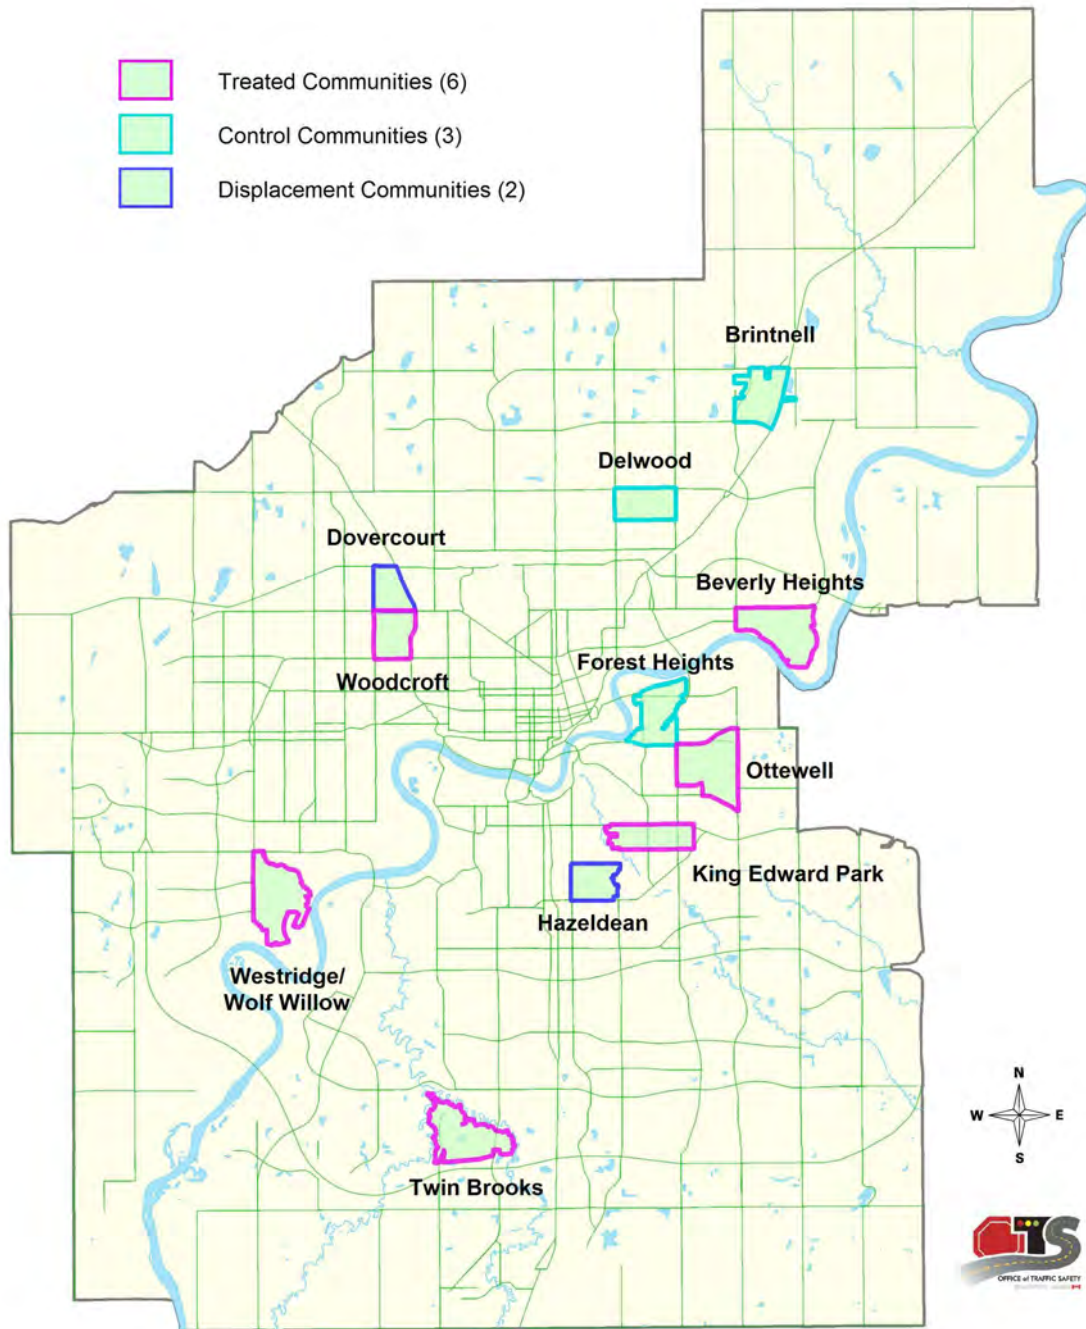 Treated Communities (6)
Control Communities (3)
Displacement Communities (2)
Brintnell
Delwood
Dovercourt
Beverly Heights
Forest Heights
Woodcroft
Ottewell
King Edward Park
Hazeldean
Westridge/
Wolf Willow
N
W E
S
Twin Brooks
OTS
OFFICE of TRAFFIC SAFETY